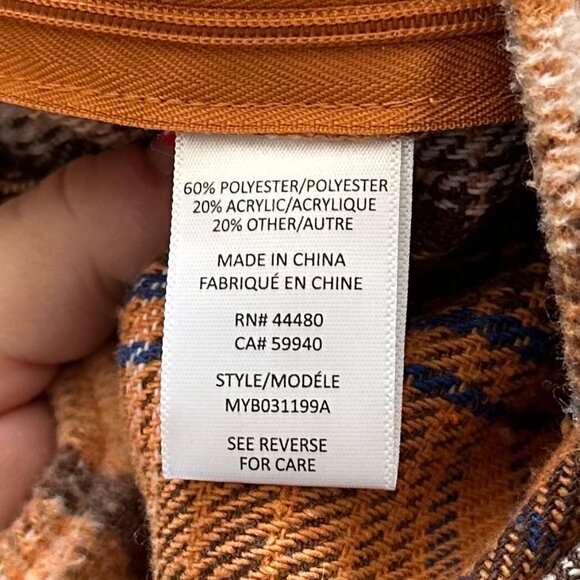 60% POLYESTER/POLYESTER
20% ACRYLIC/ACRYLIQUE
20% OTHER/AUTRE
MADE IN CHINA
FABRIQUÉ EN CHINE
RN# 44480
CA# 59940
STYLE/MODÉLE
MYB031199A
SEE REVERSE
FOR CARE